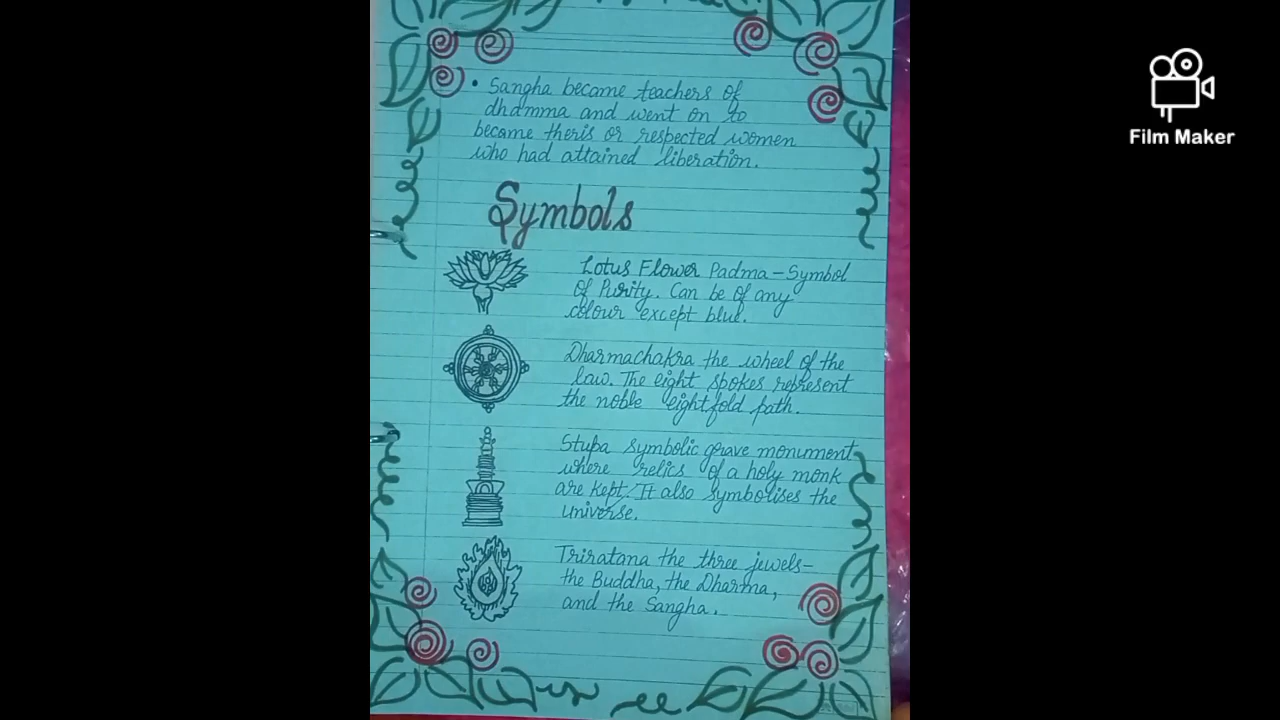 • Sangha became teachers of
dhamma and went on to
become theris or respected women
who had attained liberation.
Symbols
Lotus Flower Padma - Symbol
of Purity. Can be of any
colour except blue.
Dharmachakra the wheel of the
law. The eight spokes represent
the noble eightfold path.
Stupa symbolic grave monument
where relics of a holy monk
are kept. It also symbolises the
universe.
Triratana the three jewels-
the Buddha, the Dharma,
and the Sangha.
Film Maker